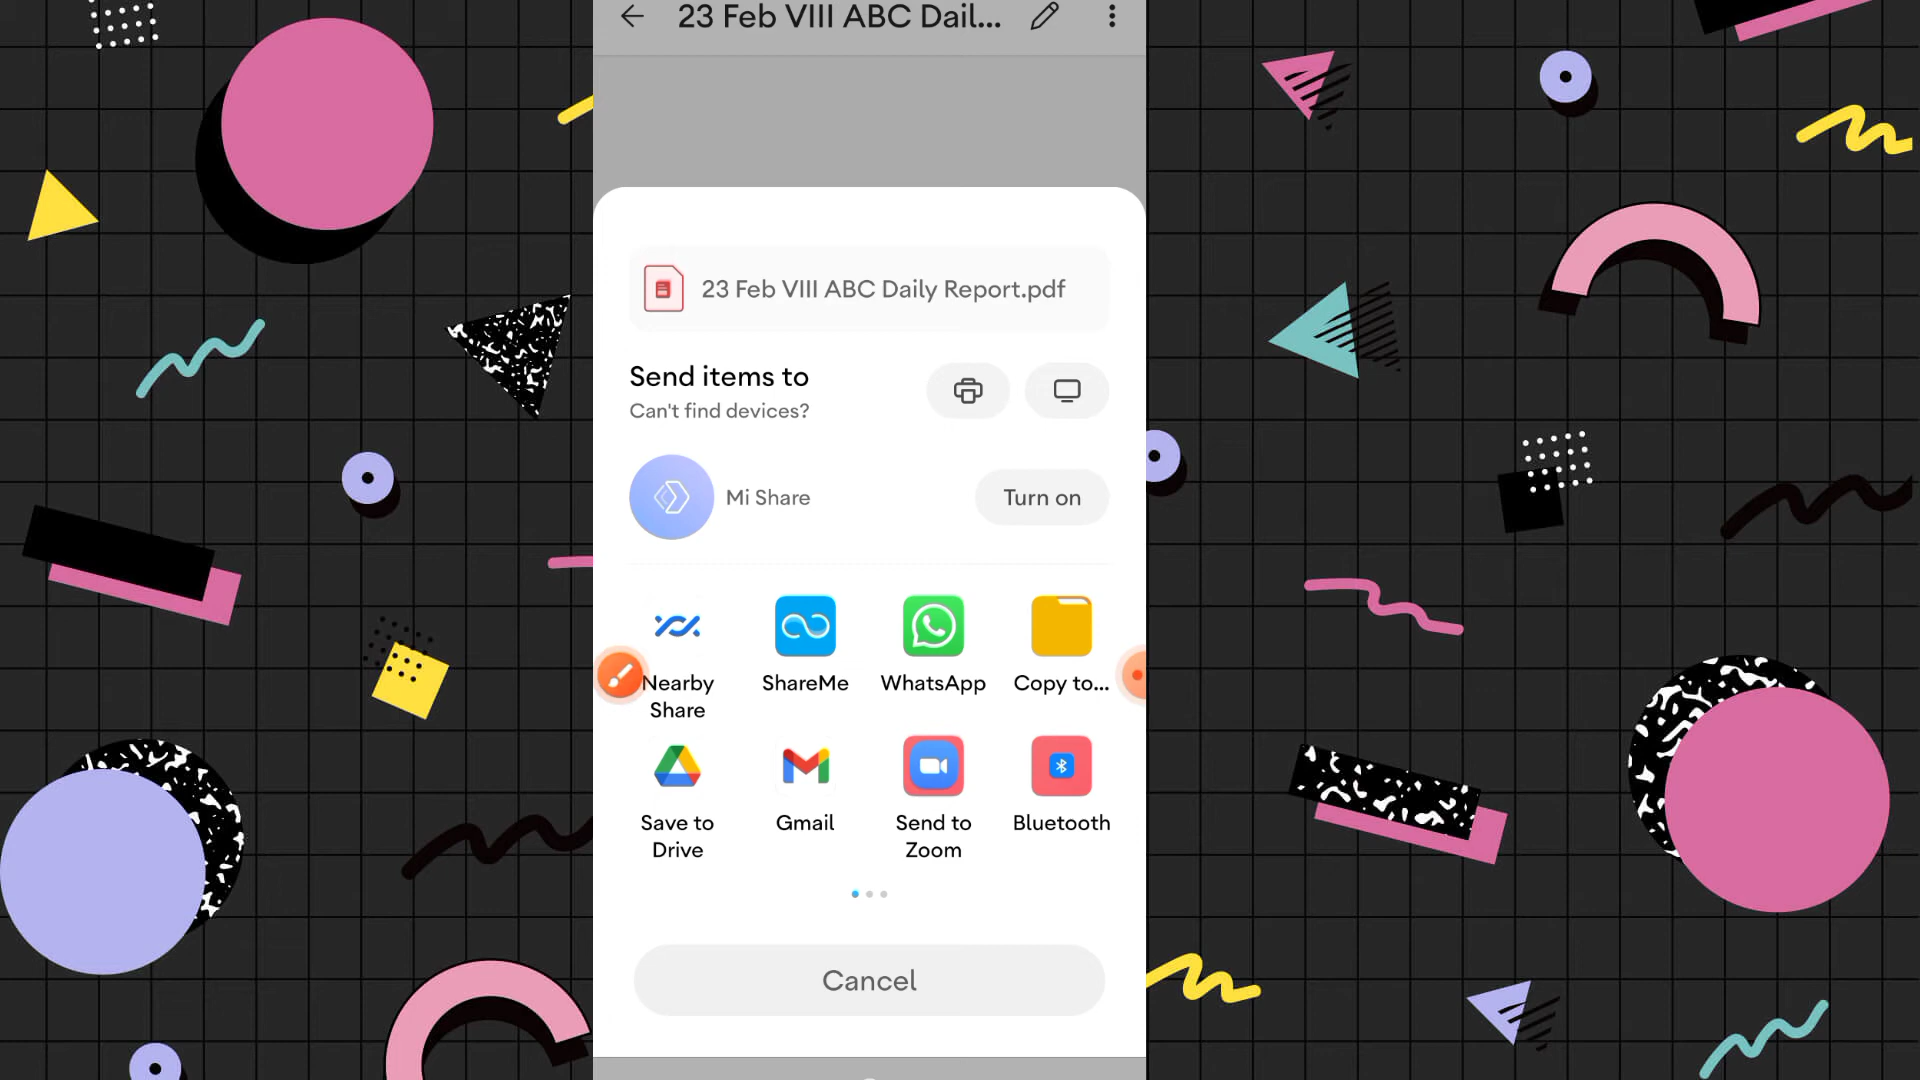 23 Feb VIII ABC Dail...
23 Feb VIII ABC Daily Report.pdf
Send items to
Can't find devices?
Mi Share
Turn on
Nearby
Share
ShareMe
WhatsApp
Copy to...
Save to
Drive
Gmail
Send to
Zoom
Bluetooth
Cancel